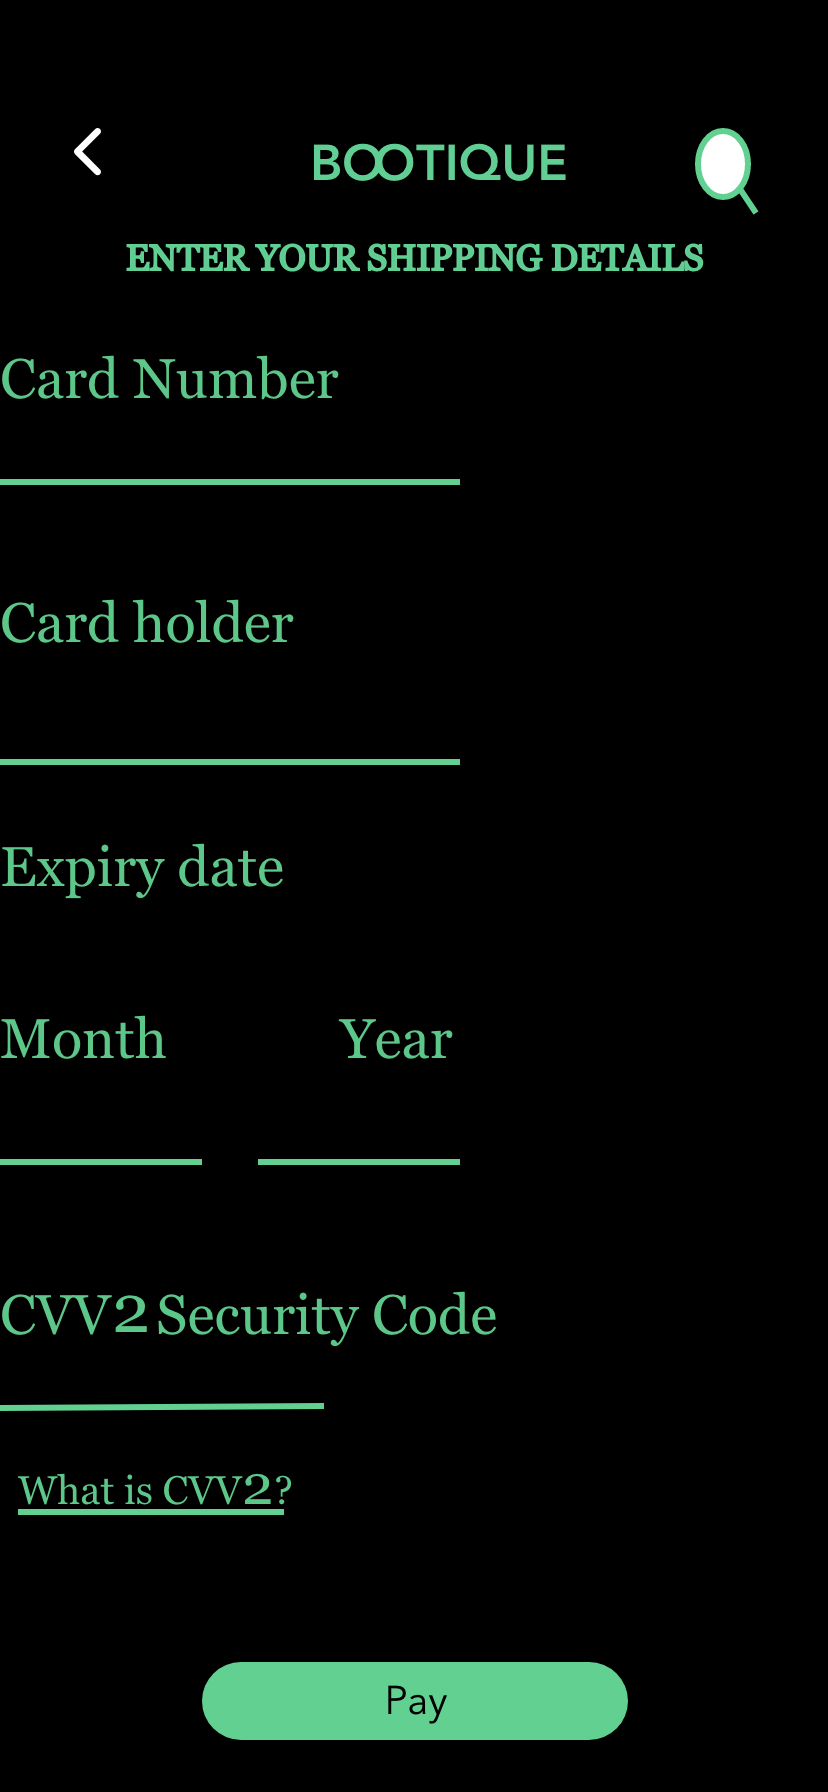 BOOTIQUE
ENTER YOUR SHIPPING DETAILS
Card Number
Card holder
Expiry date
Month Year
CVV2 Security Code
What is CVV2?
Pay